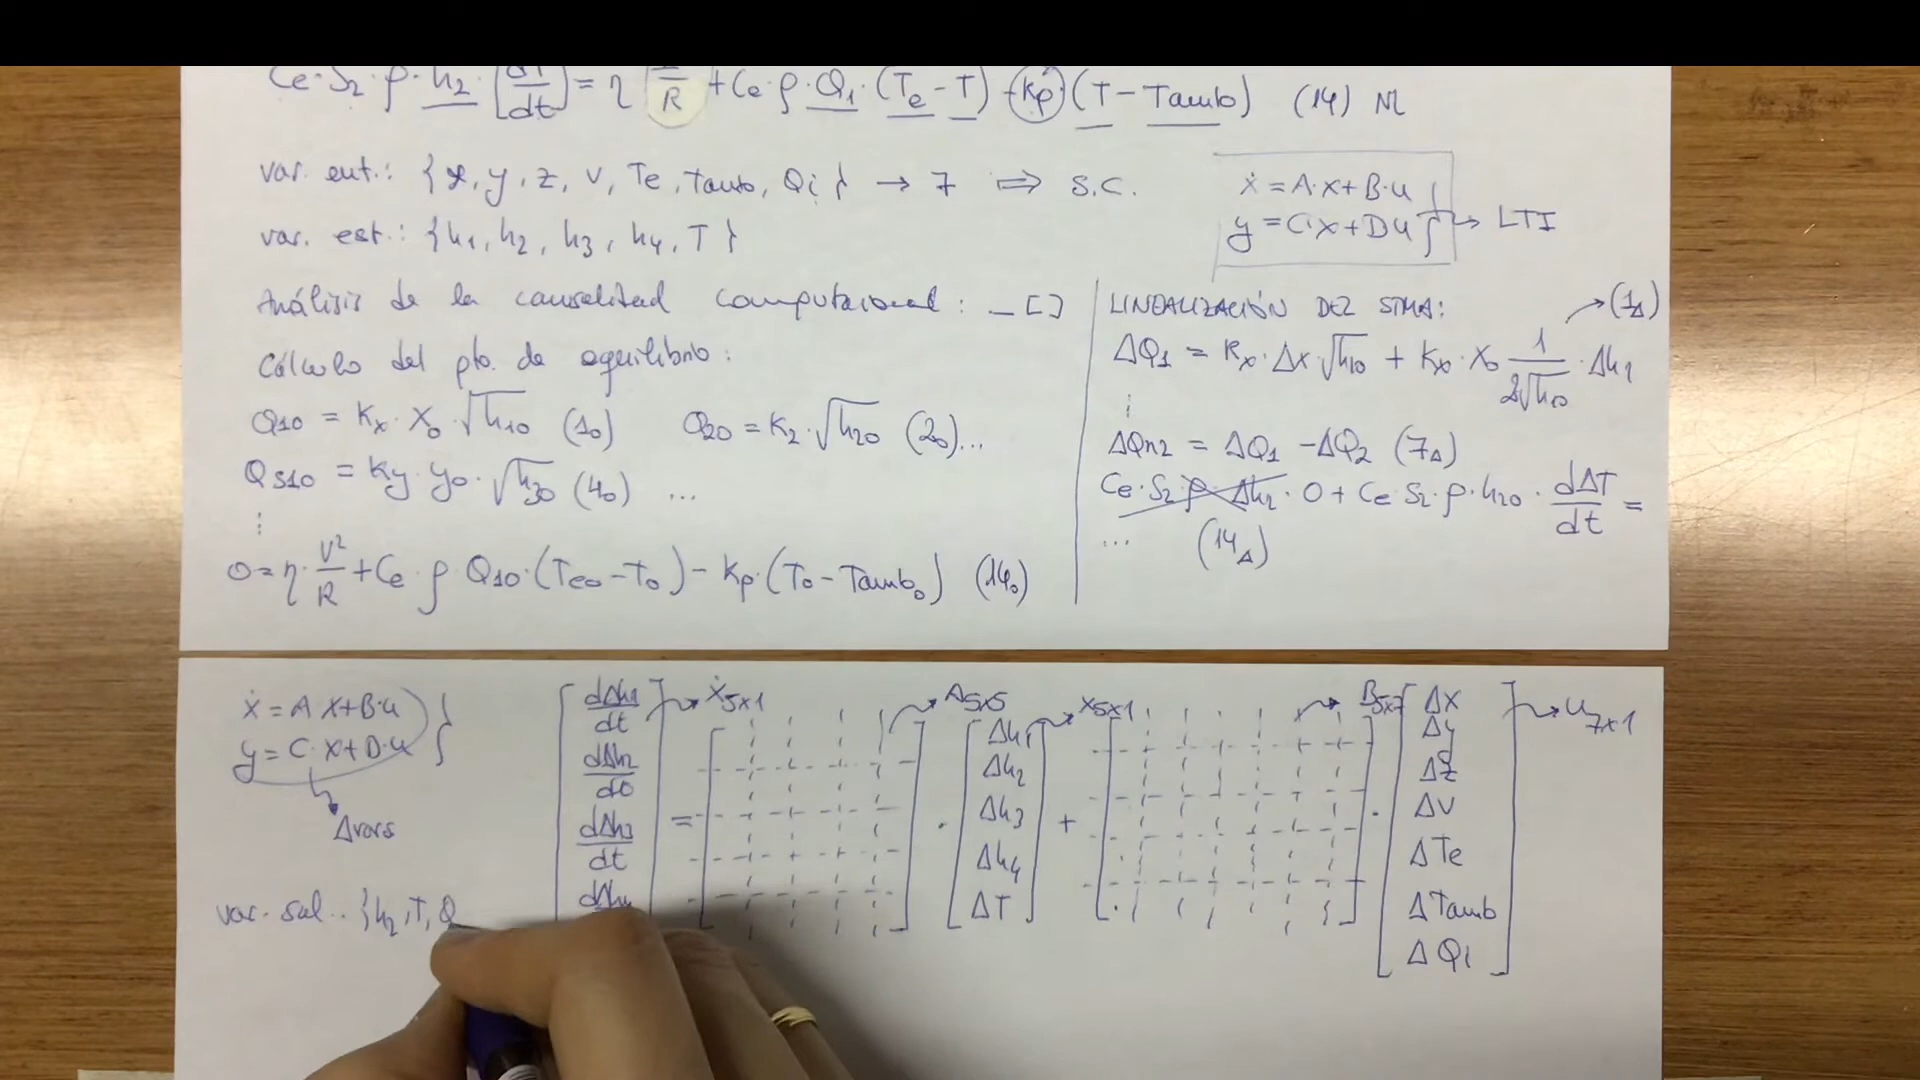 Ce·S2·ρ·h2·[dT/dt] = η /R + Ce·ρ·Q1·(Te-T) - Kp·(T-Tamb) (14) NL
var. ent.: {x, y, z, v, Te, Tamb, Qi} → 7 ⇒ S.C.
var. est.: {h1, h2, h3, h4, T}
ẋ = A·x+B·u
y = C·x+Du } → LTI
Análisis de la causalidad computacional: _ []
Cálculo del pto. de equilibrio:
Q10 = Kx·X0·√h10 (10) Q20 = K2·√h20 (20)...
QS10 = Ky·y0·√h30 (40) ...
⋮
0 = η·V²/R + Ce·ρ·Q10·(Te0-T0) - Kp·(T0-Tamb0) (140)
LINEALIZACIÓN DEL STMA:
ΔQ1 = Kx·Δx·√h10 + Kx·X0 1/2√h10·Δh1 → (1Δ)
⋮
ΔQn2 = ΔQ1 - ΔQ2 (7Δ)
Ce·S2·ρ·Δh2·0 + Ce·S2·ρ·h20·dΔT/dt =
... (14Δ)
ẋ = A·x+B·u
y = C·x+D·u }
Δvars
var. sal.: {h2, T, Q
[dΔh1/dt → ẋ5x1
dΔh2/dt
dΔh3/dt
dΔh4
= [ ] → A5x5
· [Δh1 → x5x1
Δh2
Δh3
Δh4
ΔT]
+ [ ] → B5x7
· [Δx → u7x1
Δy
Δz
Δv
ΔTe
ΔTamb
ΔQi]